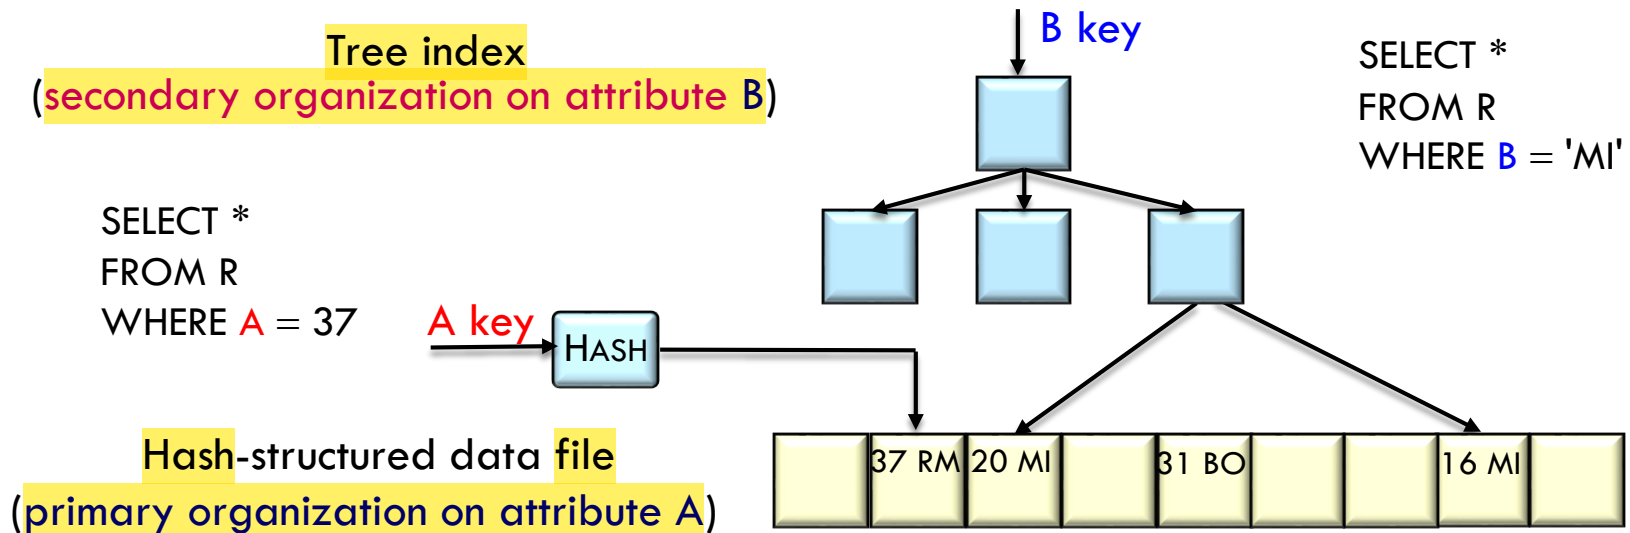 Tree index
(secondary organization on attribute B)
B key
SELECT *
FROM R
WHERE B = 'MI'
SELECT *
FROM R
WHERE A = 37
A key
HASH
Hash-structured data file
(primary organization on attribute A)
37 RM
20 MI
31 BO
16 MI